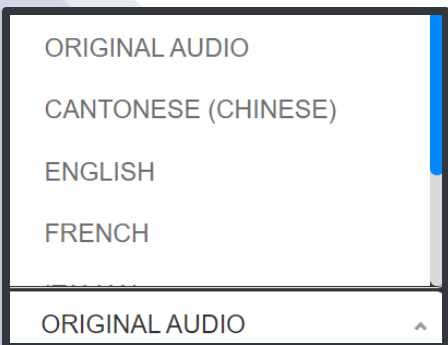 ORIGINAL AUDIO
CANTONESE (CHINESE)
ENGLISH
FRENCH
ORIGINAL AUDIO